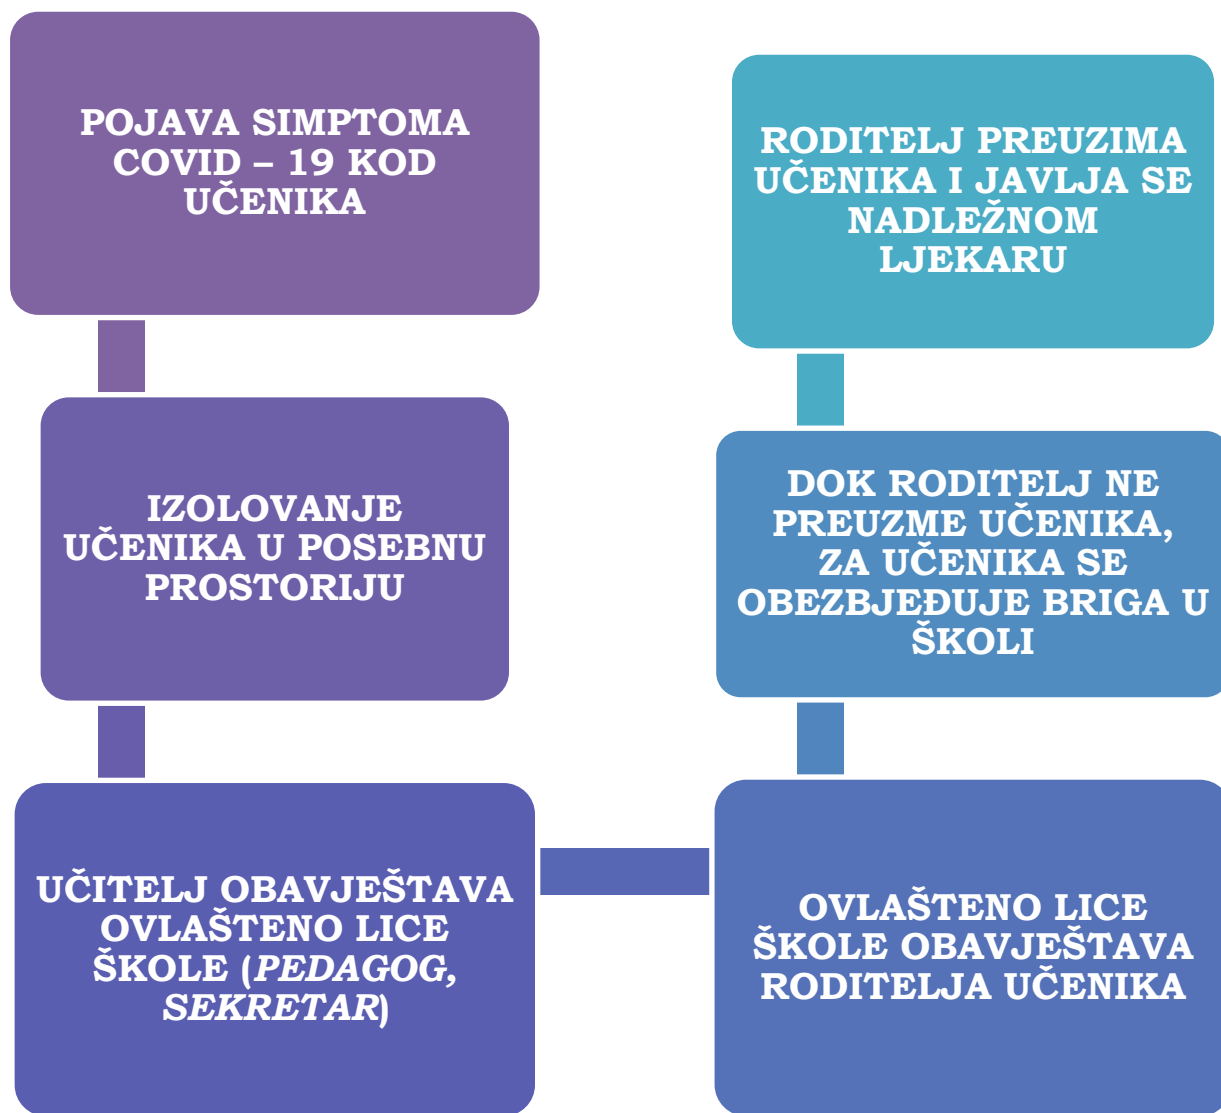 POJAVA SIMPTOMA
COVID – 19 KOD
UČENIKA
IZOLOVANJE
UČENIKA U POSEBNU
PROSTORIJU
UČITELJ OBAVJEŠTAVA
OVLAŠTENO LICE
ŠKOLE (PEDAGOG,
SEKRETAR)
OVLAŠTENO LICE
ŠKOLE OBAVJEŠTAVA
RODITELJA UČENIKA
DOK RODITELJ NE
PREUZME UČENIKA,
ZA UČENIKA SE
OBEZBJEĐUJE BRIGA U
ŠKOLI
RODITELJ PREUZIMA
UČENIKA I JAVLJA SE
NADLEŽNOM
LJEKARU